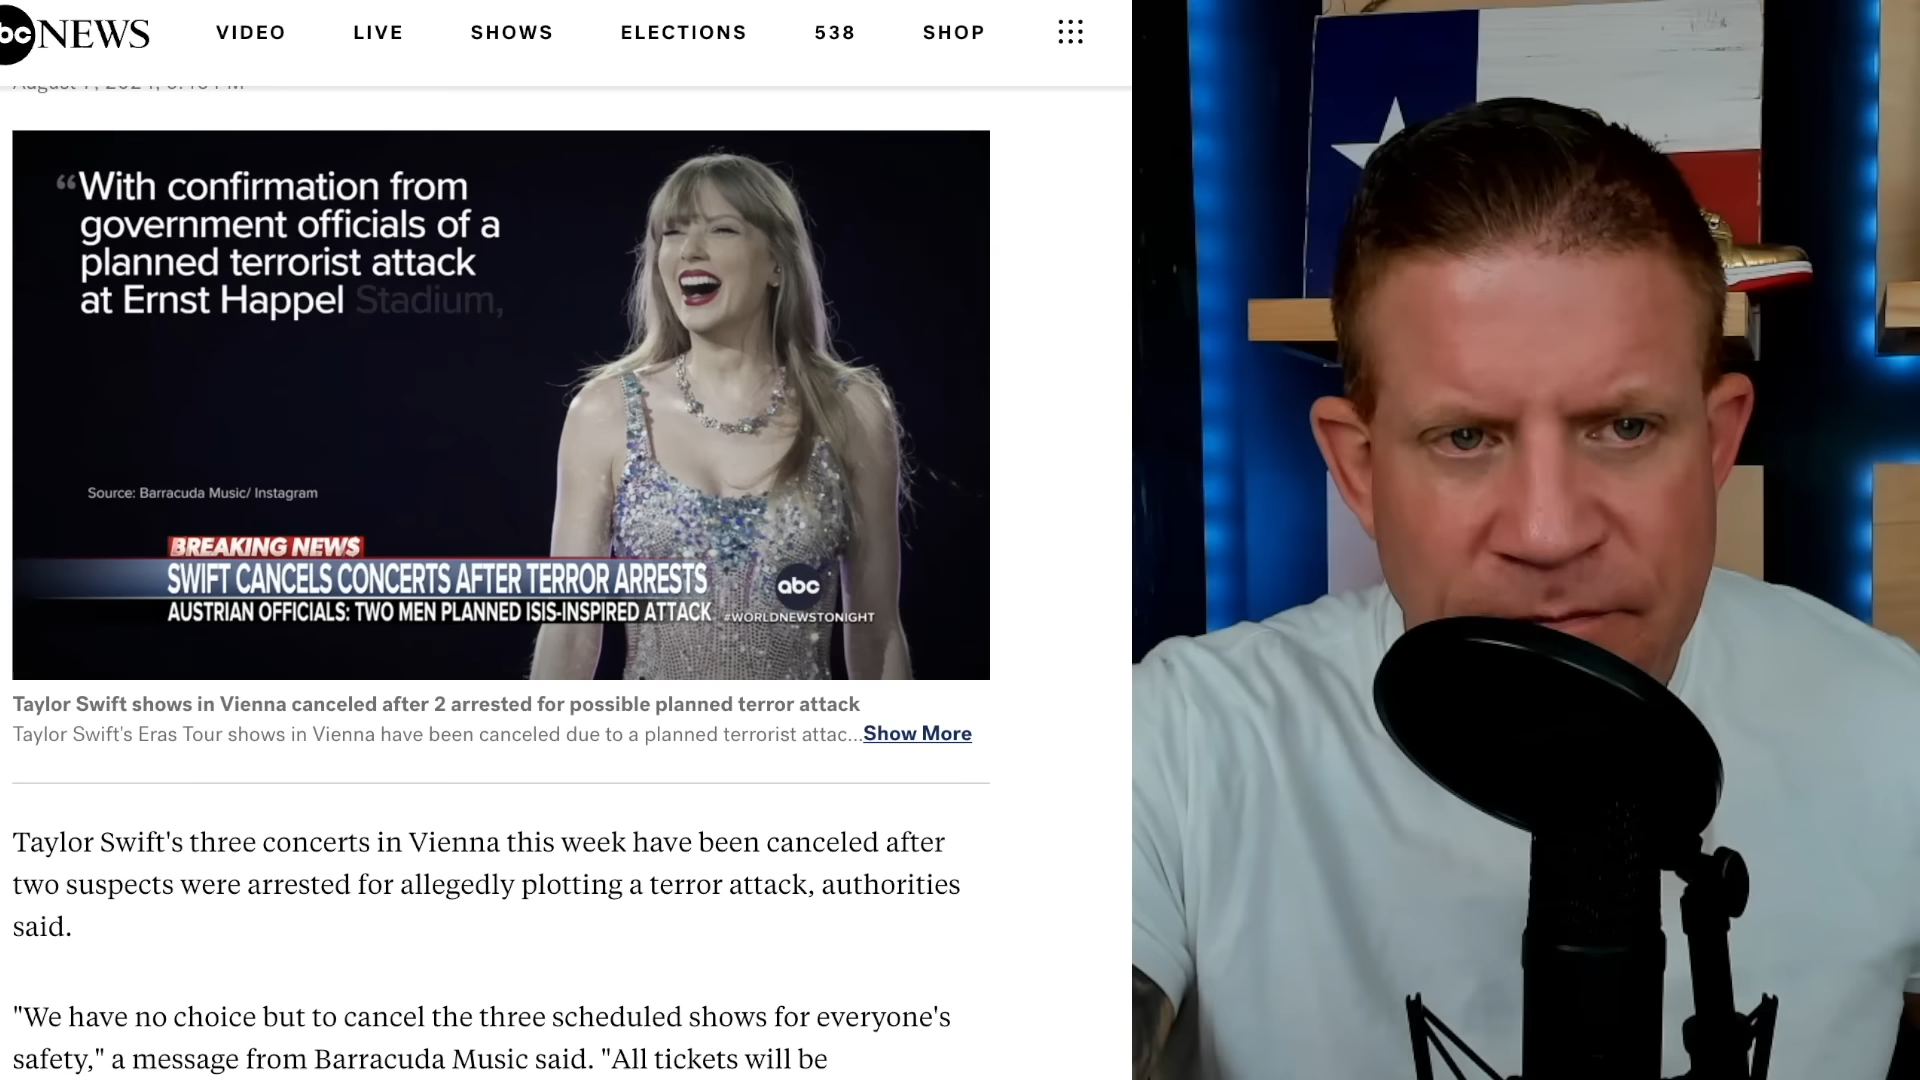 bc NEWS VIDEO LIVE SHOWS ELECTIONS 538 SHOP
“With confirmation from
government officials of a
planned terrorist attack
at Ernst Happel Stadium,
Source: Barracuda Music/ Instagram
BREAKING NEWS
SWIFT CANCELS CONCERTS AFTER TERROR ARRESTS
abc
AUSTRIAN OFFICIALS: TWO MEN PLANNED ISIS-INSPIRED ATTACK #WORLDNEWSTONIGHT
Taylor Swift shows in Vienna canceled after 2 arrested for possible planned terror attack
Taylor Swift's Eras Tour shows in Vienna have been canceled due to a planned terrorist attac...Show More
Taylor Swift's three concerts in Vienna this week have been canceled after
two suspects were arrested for allegedly plotting a terror attack, authorities
said.
"We have no choice but to cancel the three scheduled shows for everyone's
safety," a message from Barracuda Music said. "All tickets will be